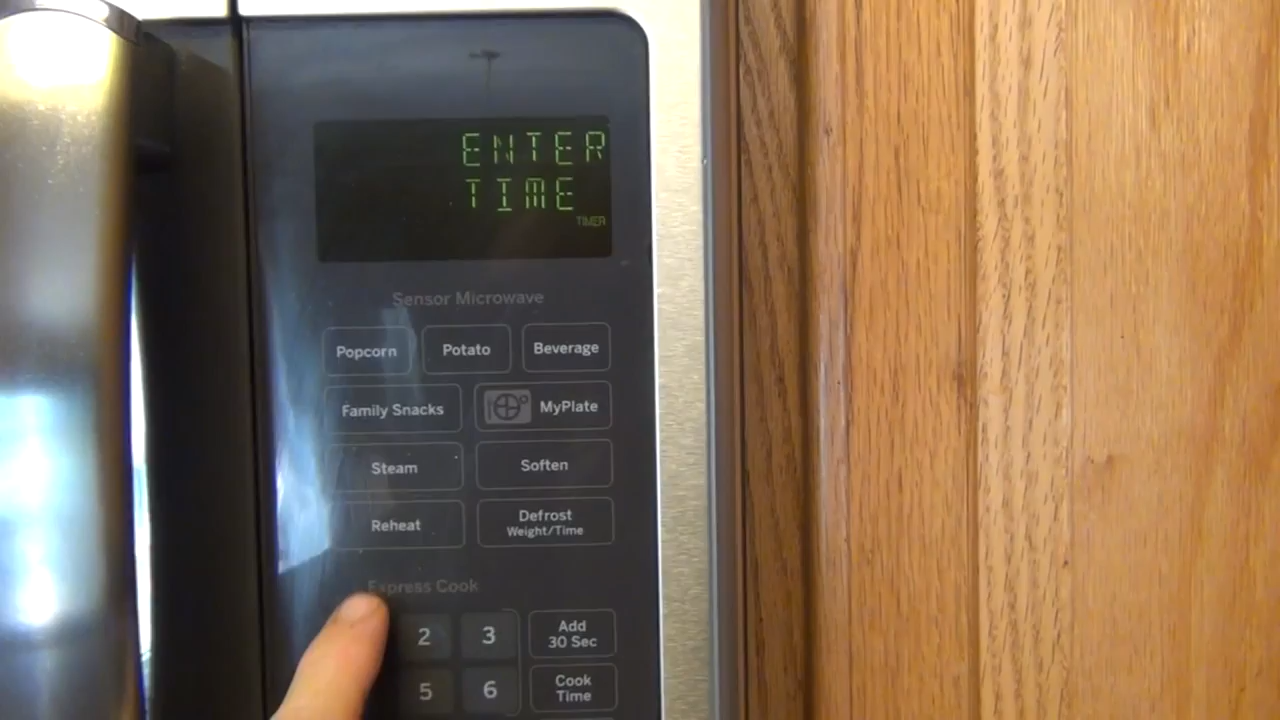 ENTER
TIME
TIMER
Sensor Microwave
Popcorn
Potato
Beverage
Family Snacks
MyPlate
Steam
Soften
Reheat
Defrost
Weight/Time
Express Cook
2
3
Add
30 Sec
5
6
Cook
Time